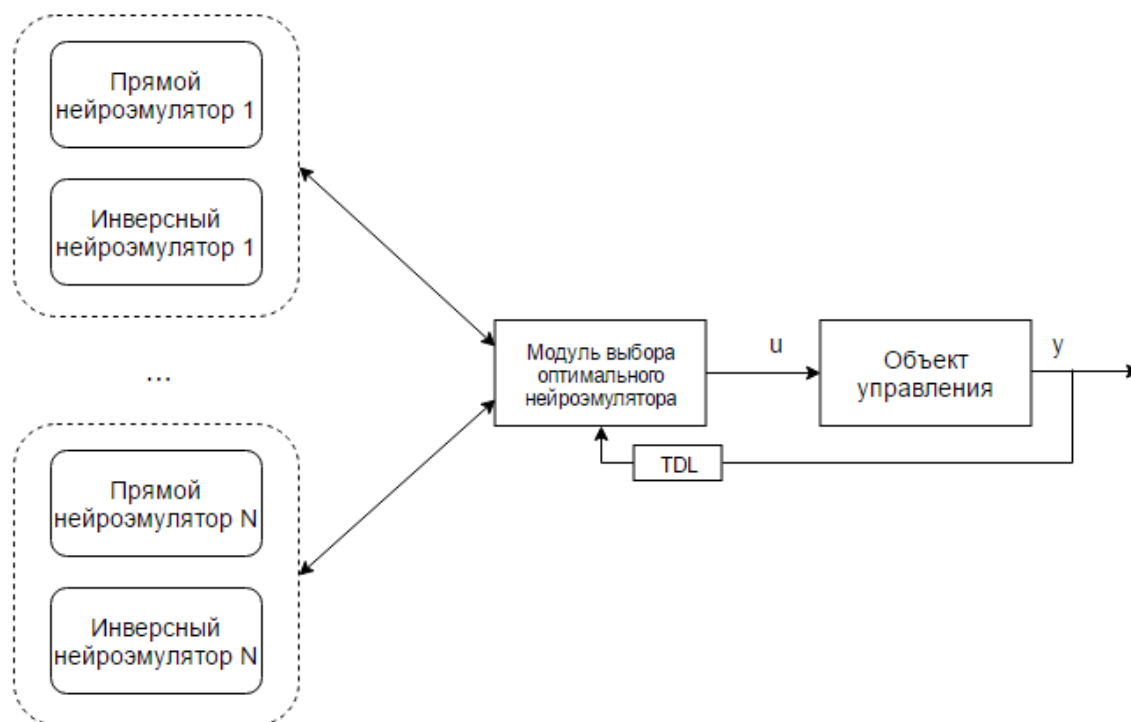 Прямой
нейроэмулятор 1
Инверсный
нейроэмулятор 1
...
Модуль выбора
оптимального
нейроэмулятора
u
Объект
управления
y
TDL
Прямой
нейроэмулятор N
Инверсный
нейроэмулятор N